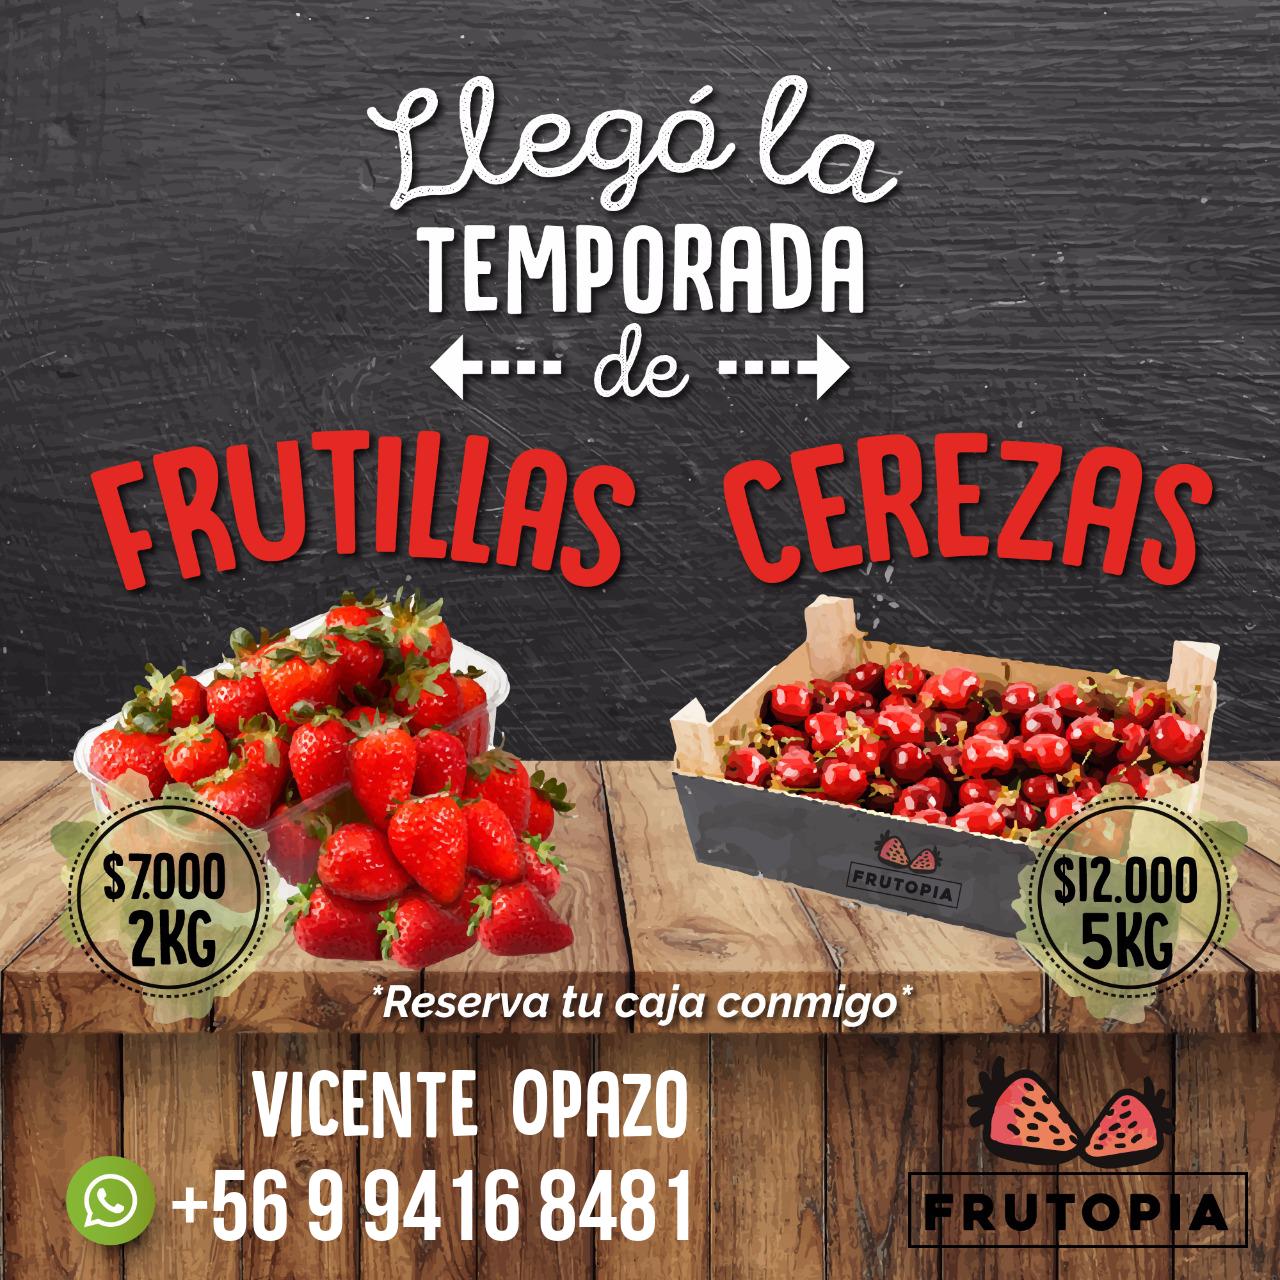 Llegó la
TEMPORADA
de
FRUTILLAS CEREZAS
FRUTOPIA
$7.000
2KG
$12.000
5KG
*Reserva tu caja conmigo*
VICENTE OPAZO
+56 9 9416 8481
FRUTOPIA